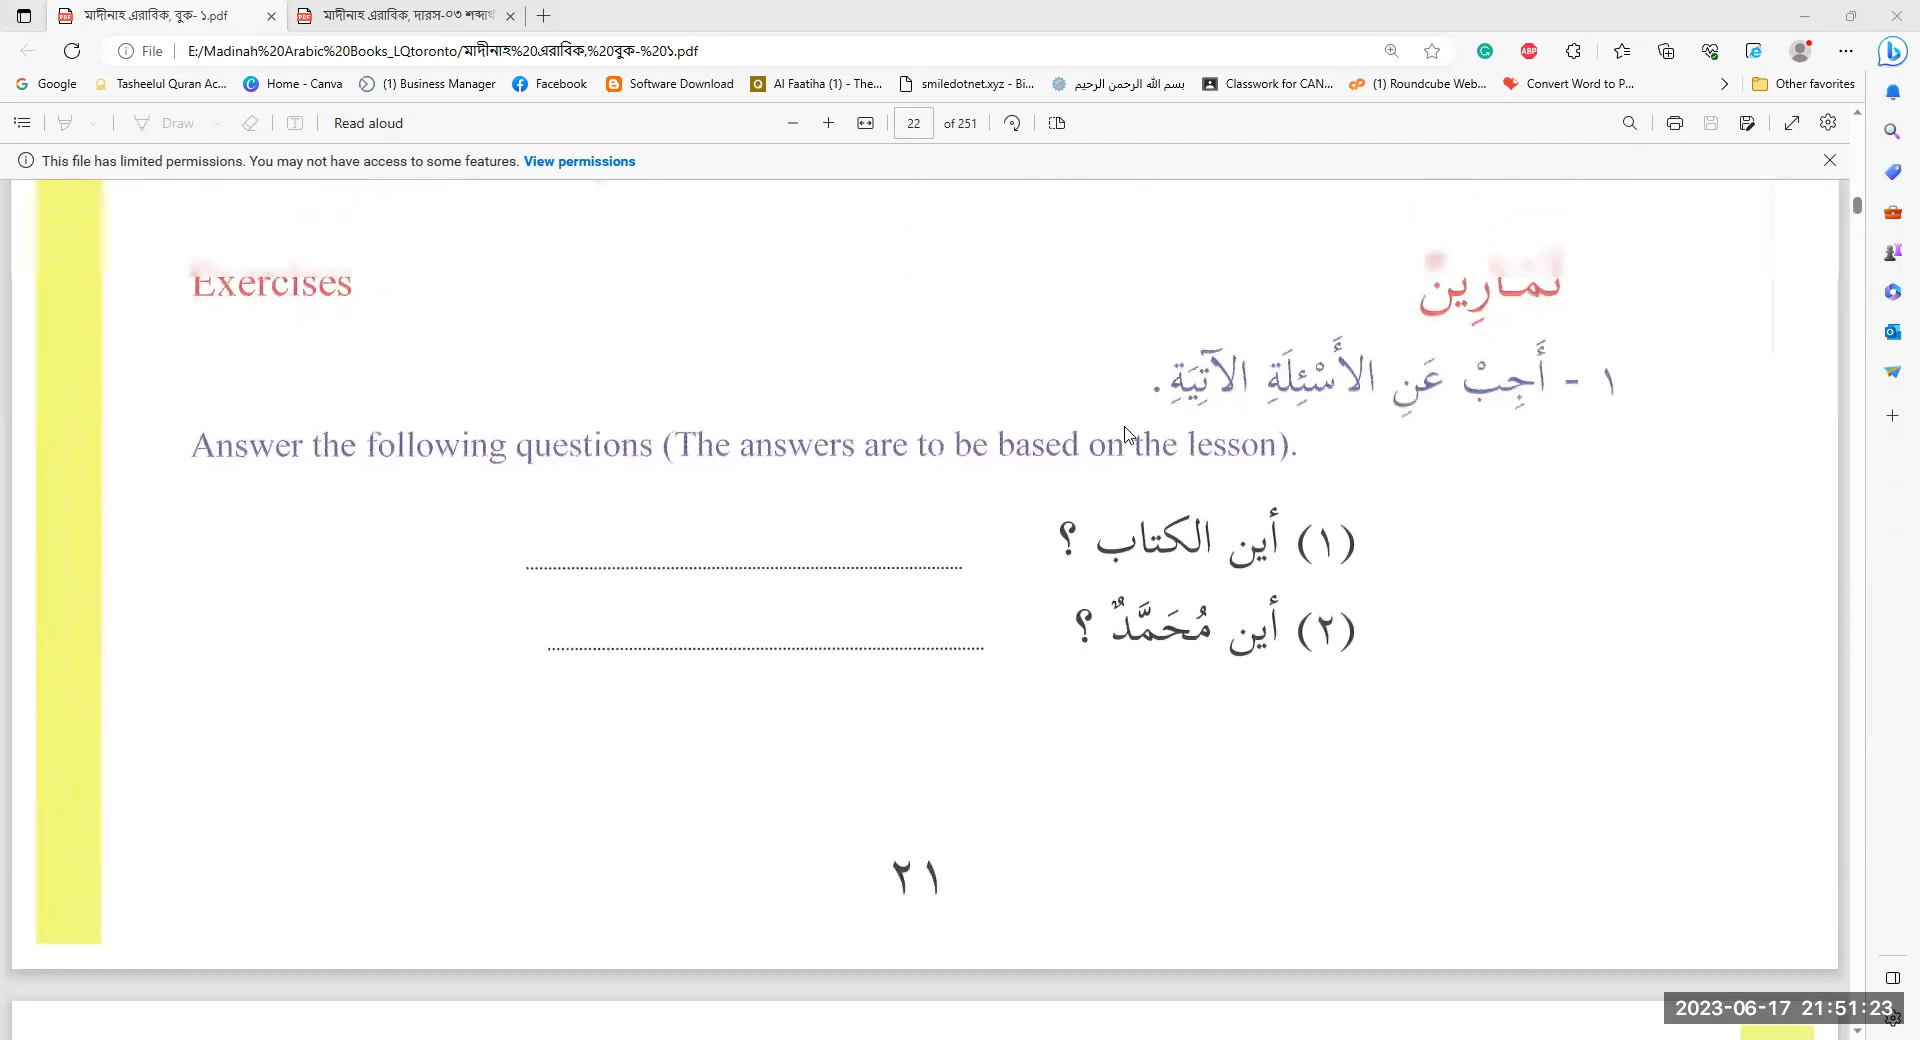 মাদীনাহ এরাবিক, বুক- ১.pdf
মাদীনাহ এরাবিক, দারস-০৩ শব্দার্থ
File
E:/Madinah%20Arabic%20Books_LQtoronto/মাদীনাহ%20এরাবিক,%20বুক-%20১.pdf
Google
Tasheelul Quran Ac...
Home - Canva
(1) Business Manager
Facebook
Software Download
Al Faatiha (1) - The...
smiledotnet.xyz - Bi...
بسم الله الرحمن الرحيم
Classwork for CAN...
(1) Roundcube Web...
Convert Word to P...
Other favorites
Draw
Read aloud
22
of 251
ABP
This file has limited permissions. You may not have access to some features. View permissions
Exercises
تمارِين
١ - أَجِبْ عَنِ الأَسْئِلَةِ الآتِيَةِ .
Answer the following questions (The answers are to be based on the lesson).
(١) أين الكتاب ؟ ........................................
(٢) أين مُحَمَّدٌ ؟ ........................................
٢١
2023-06-17 21:51:23